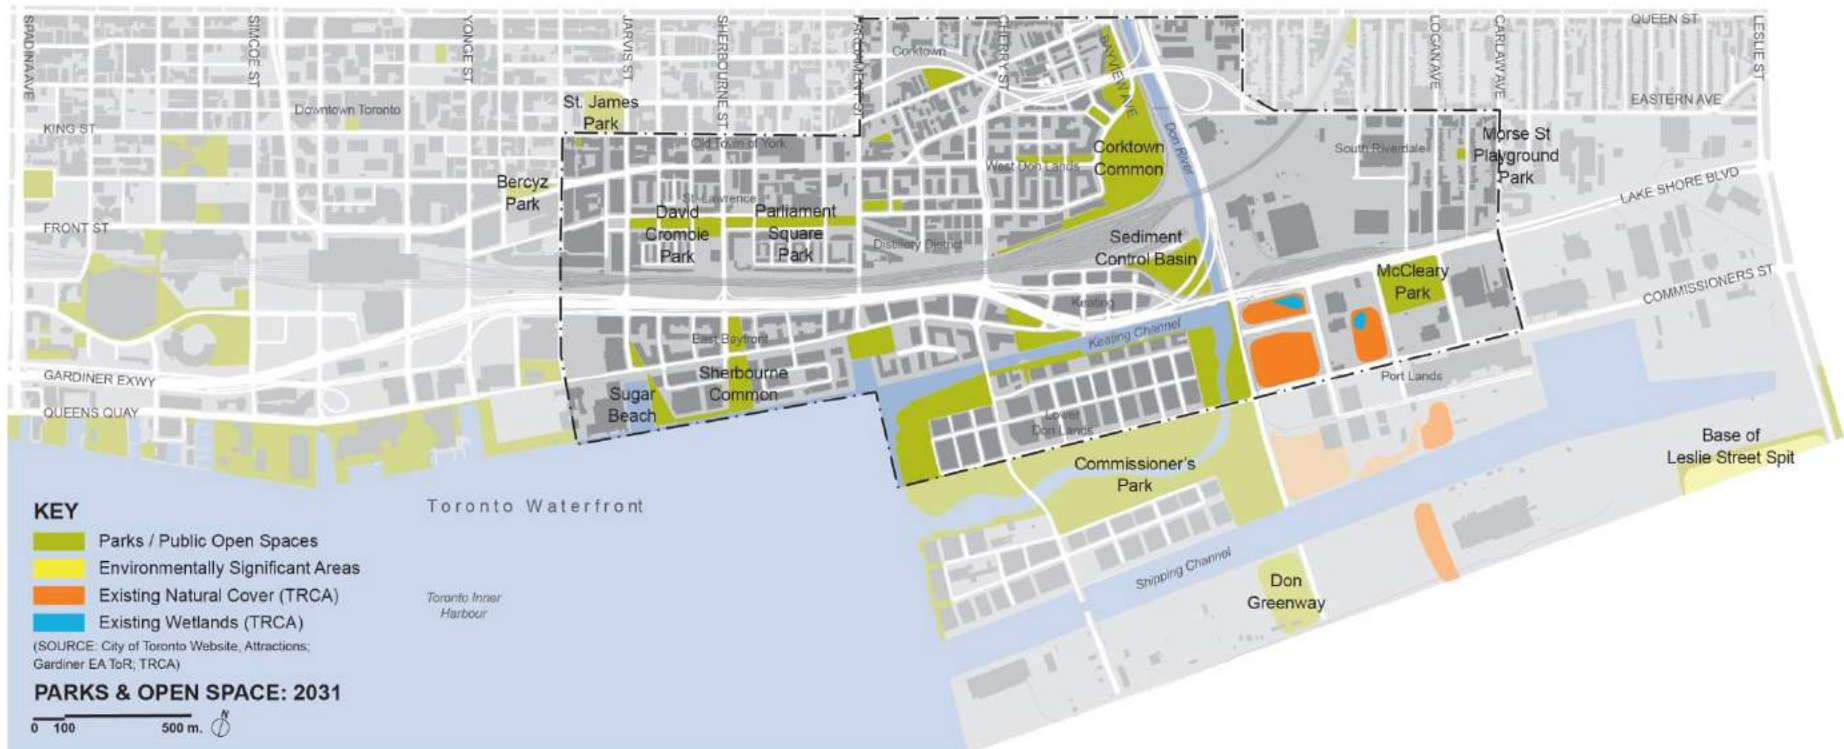 SPADINA AVE
SIMCOE ST
YONGE ST
JARVIS ST
SHERBOURNE ST
PARLIAMENT ST
CHERRY ST
BAYVIEW AVE
LOGAN AVE
CARLAW AVE
LESLIE ST
QUEEN ST
EASTERN AVE
Corktown
Downtown Toronto
St. James
Park
KING ST
Old Town of York
Don River
Corktown
Common
West Don Lands
South Riverdale
Morse St
Playground
Park
Bercyz
Park
St. Lawrence
David
Crombie
Park
Parliament
Square
Park
Distillery District
LAKE SHORE BLVD
FRONT ST
Sediment
Control Basin
McCleary
Park
COMMISSIONERS ST
Keating
Keating Channel
East Bayfront
GARDINER EXWY
QUEENS QUAY
Sugar
Beach
Sherbourne
Common
Port Lands
Lower
Don Lands
Commissioner's
Park
Base of
Leslie Street Spit
Toronto Waterfront
Toronto Inner
Harbour
Shipping Channel
Don
Greenway
KEY
Parks / Public Open Spaces
Environmentally Significant Areas
Existing Natural Cover (TRCA)
Existing Wetlands (TRCA)
(SOURCE: City of Toronto Website, Attractions;
Gardiner EA ToR; TRCA)
PARKS & OPEN SPACE: 2031
0 100 500 m.
N